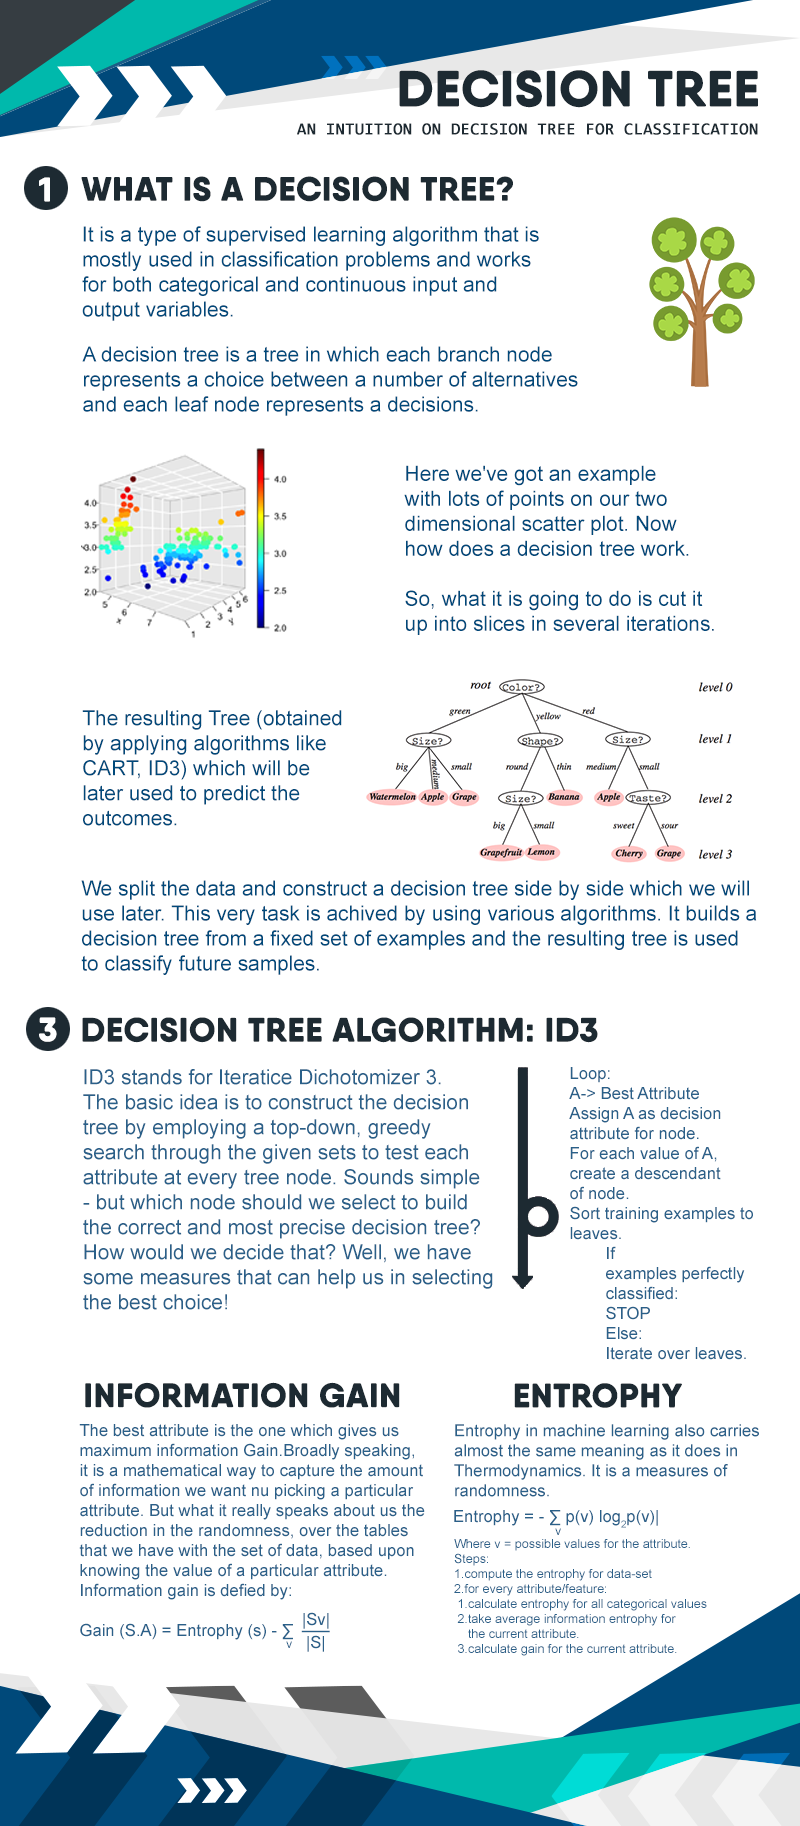 DECISION TREE
AN INTUITION ON DECISION TREE FOR CLASSIFICATION
1 WHAT IS A DECISION TREE?
It is a type of supervised learning algorithm that is
mostly used in classification problems and works
for both categorical and continuous input and
output variables.
A decision tree is a tree in which each branch node
represents a choice between a number of alternatives
and each leaf node represents a decisions.
4.0
3.5
3.0
2.5
2.0
5
6
7
x
1
2
3
4
5
6
y
4.0
3.5
3.0
2.5
2.0
Here we've got an example
with lots of points on our two
dimensional scatter plot. Now
how does a decision tree work.
So, what it is going to do is cut it
up into slices in several iterations.
The resulting Tree (obtained
by applying algorithms like
CART, ID3) which will be
later used to predict the
outcomes.
root Color? level 0
green yellow red
Size? Shape? Size? level 1
big medium small round thin medium small
Watermelon Apple Grape Size? Banana Apple Taste? level 2
big small sweet sour
Grapefruit Lemon Cherry Grape level 3
We split the data and construct a decision tree side by side which we will
use later. This very task is achived by using various algorithms. It builds a
decision tree from a fixed set of examples and the resulting tree is used
to classify future samples.
3 DECISION TREE ALGORITHM: ID3
ID3 stands for Iteratice Dichotomizer 3.
The basic idea is to construct the decision
tree by employing a top-down, greedy
search through the given sets to test each
attribute at every tree node. Sounds simple
- but which node should we select to build
the correct and most precise decision tree?
How would we decide that? Well, we have
some measures that can help us in selecting
the best choice!
Loop:
A-> Best Attribute
Assign A as decision
attribute for node.
For each value of A,
create a descendant
of node.
Sort training examples to
leaves.
If
examples perfectly
classified:
STOP
Else:
Iterate over leaves.
INFORMATION GAIN
The best attribute is the one which gives us
maximum information Gain.Broadly speaking,
it is a mathematical way to capture the amount
of information we want nu picking a particular
attribute. But what it really speaks about us the
reduction in the randomness, over the tables
that we have with the set of data, based upon
knowing the value of a particular attribute.
Information gain is defied by:
Gain (S.A) = Entrophy (s) - ∑ v |Sv| / |S|
ENTROPHY
Entrophy in machine learning also carries
almost the same meaning as it does in
Thermodynamics. It is a measures of
randomness.
Entrophy = - ∑ v p(v) log2p(v)|
Where v = possible values for the attribute.
Steps:
1.compute the entrophy for data-set
2.for every attribute/feature:
1.calculate entrophy for all categorical values
2.take average information entrophy for
the current attribute.
3.calculate gain for the current attribute.